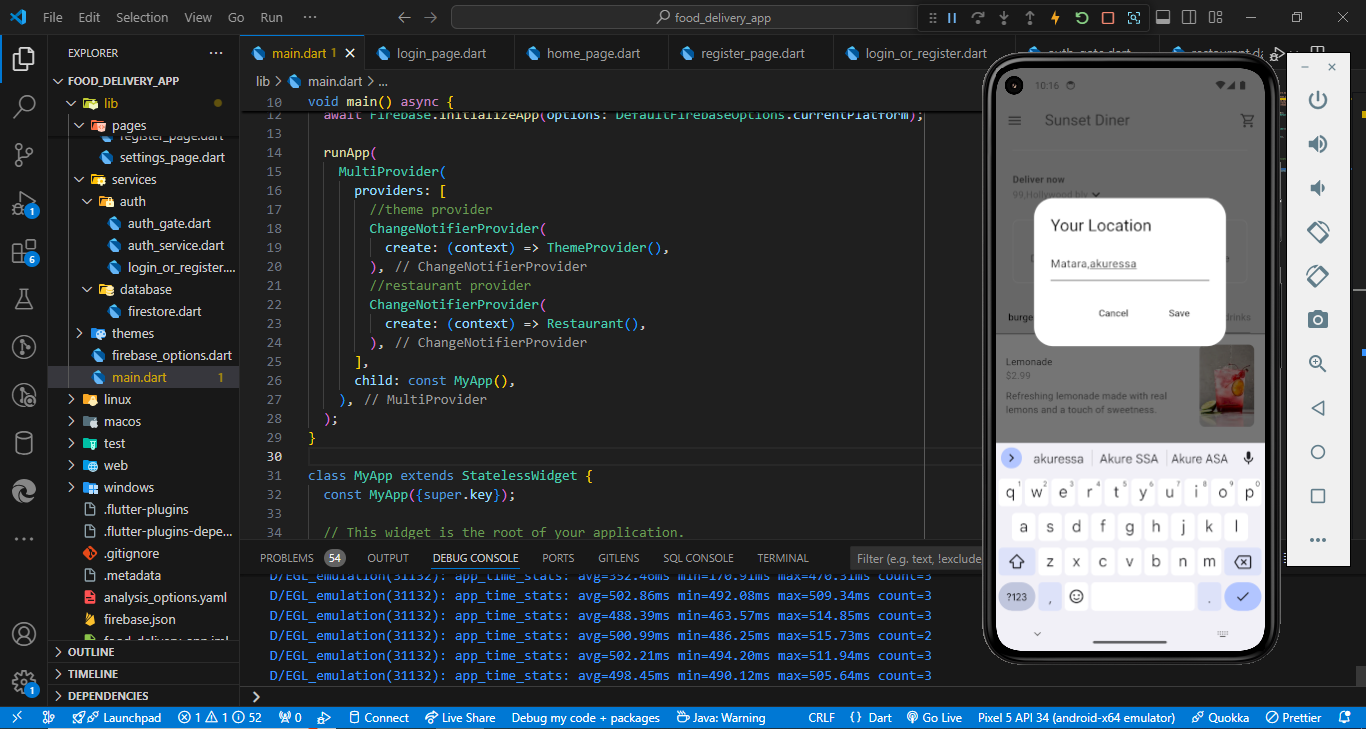 File Edit Selection View Go Run ··· food_delivery_app
EXPLORER ···
FOOD_DELIVERY_APP
lib
pages
register_page.dart
settings_page.dart
services
auth
auth_gate.dart
auth_service.dart
login_or_register....
database
firestore.dart
themes
firebase_options.dart
main.dart 1
linux
macos
test
web
windows
.flutter-plugins
.flutter-plugins-depe...
.gitignore
.metadata
analysis_options.yaml
firebase.json
food_delivery_app.iml
OUTLINE
TIMELINE
DEPENDENCIES
1
6
1
main.dart 1 login_page.dart home_page.dart register_page.dart login_or_register.dart auth_gate.dart
lib > main.dart > ...
10 void main() async {
12 await Firebase.initializeApp(options: DefaultFirebaseOptions.currentPlatform);
13
14 runApp(
15 MultiProvider(
16 providers: [
17 //theme provider
18 ChangeNotifierProvider(
19 create: (context) => ThemeProvider(),
20 ), // ChangeNotifierProvider
21 //restaurant provider
22 ChangeNotifierProvider(
23 create: (context) => Restaurant(),
24 ), // ChangeNotifierProvider
25 ],
26 child: const MyApp(),
27 ), // MultiProvider
28 );
29 }
30
31 class MyApp extends StatelessWidget {
32 const MyApp({super.key});
33
34 // This widget is the root of your application.
PROBLEMS 54 OUTPUT DEBUG CONSOLE PORTS GITLENS SQL CONSOLE TERMINAL Filter (e.g. text, !exclude
D/EGL_emulation(31132): app_time_stats: avg=352.46ms min=170.91ms max=470.31ms count=3
D/EGL_emulation(31132): app_time_stats: avg=502.86ms min=492.08ms max=509.34ms count=3
D/EGL_emulation(31132): app_time_stats: avg=488.39ms min=463.57ms max=514.85ms count=3
D/EGL_emulation(31132): app_time_stats: avg=500.99ms min=486.25ms max=515.73ms count=2
D/EGL_emulation(31132): app_time_stats: avg=502.21ms min=494.20ms max=511.94ms count=3
D/EGL_emulation(31132): app_time_stats: avg=498.45ms min=490.12ms max=505.64ms count=3
10:16
Sunset Diner
Deliver now
99,Hollywood blv
Your Location
Matara,akuressa
Cancel Save
burge
drinks
Lemonade
$2.99
Refreshing lemonade made with real
lemons and a touch of sweetness.
akuressa Akure SSA Akure ASA
q1 w2 e3 r4 t5 y6 u7 i8 o9 p0
a s d f g h j k l
z x c v b n m
?123 , .
Launchpad 1 1 52 0 Connect Live Share Debug my code + packages Java: Warning CRLF {} Dart Go Live Pixel 5 API 34 (android-x64 emulator) Quokka Prettier